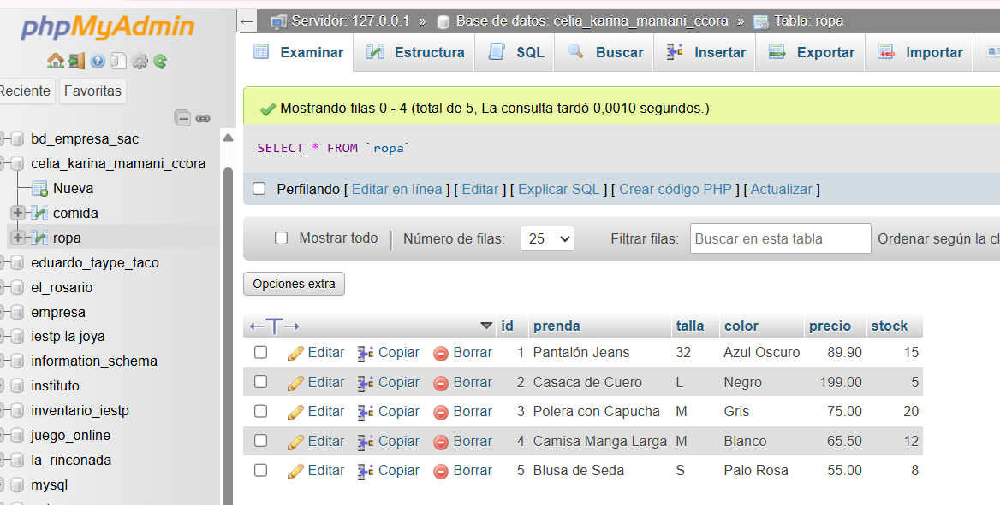 phpMyAdmin
Reciente Favoritas
bd_empresa_sac
celia_karina_mamani_ccora
Nueva
comida
ropa
eduardo_taype_taco
el_rosario
empresa
iestp la joya
information_schema
instituto
inventario_iestp
juego_online
la_rinconada
mysql
← Servidor: 127.0.0.1 » Base de datos: celia_karina_mamani_ccora » Tabla: ropa
Examinar Estructura SQL Buscar Insertar Exportar Importar
Mostrando filas 0 - 4 (total de 5, La consulta tardó 0,0010 segundos.)
SELECT * FROM `ropa`
Perfilando [ Editar en línea ] [ Editar ] [ Explicar SQL ] [ Crear código PHP ] [ Actualizar ]
Mostrar todo | Número de filas: 25 Filtrar filas: Buscar en esta tabla Ordenar según la cl
Opciones extra
←T→ id prenda talla color precio stock
Editar Copiar Borrar 1 Pantalón Jeans 32 Azul Oscuro 89.90 15
Editar Copiar Borrar 2 Casaca de Cuero L Negro 199.00 5
Editar Copiar Borrar 3 Polera con Capucha M Gris 75.00 20
Editar Copiar Borrar 4 Camisa Manga Larga M Blanco 65.50 12
Editar Copiar Borrar 5 Blusa de Seda S Palo Rosa 55.00 8